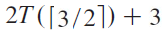 2T(⌈3/2⌉) + 3